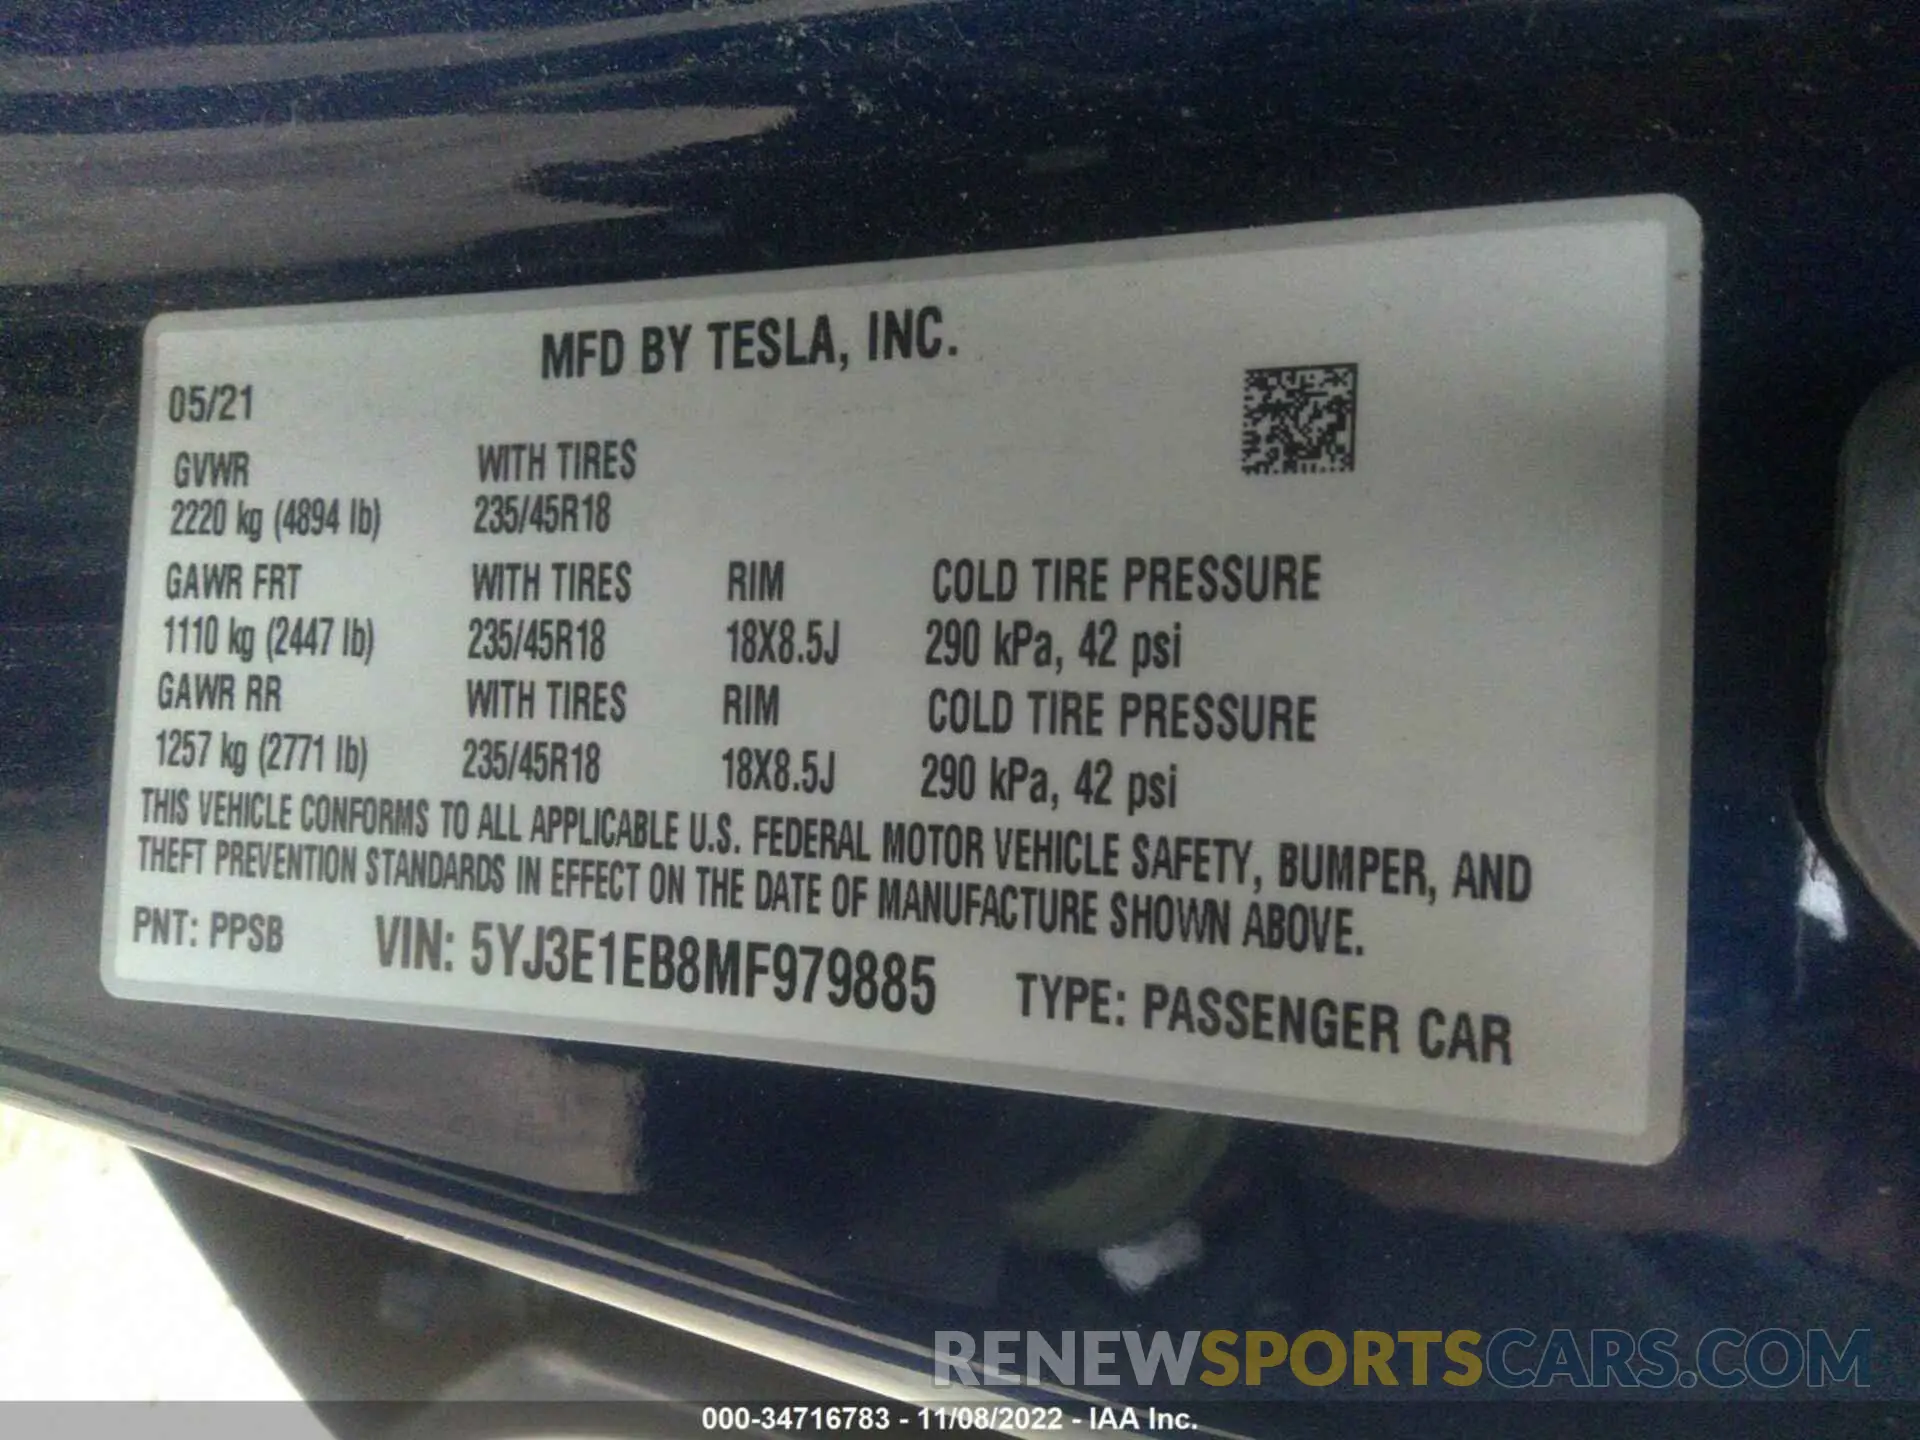 MFD BY TESLA, INC.
05/21
GVWR WITH TIRES
2220 kg (4894 lb) 235/45R18
GAWR FRT WITH TIRES RIM COLD TIRE PRESSURE
1110 kg (2447 lb) 235/45R18 18X8.5J 290 kPa, 42 psi
GAWR RR WITH TIRES RIM COLD TIRE PRESSURE
1257 kg (2771 lb) 235/45R18 18X8.5J 290 kPa, 42 psi
THIS VEHICLE CONFORMS TO ALL APPLICABLE U.S. FEDERAL MOTOR VEHICLE SAFETY, BUMPER, AND
THEFT PREVENTION STANDARDS IN EFFECT ON THE DATE OF MANUFACTURE SHOWN ABOVE.
PNT: PPSB VIN: 5YJ3E1EB8MF979885 TYPE: PASSENGER CAR
RENEWSPORTSCARS.COM
000-34716783 - 11/08/2022 - IAA Inc.